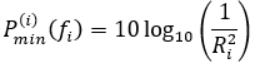 P_{min}^{(i)}(f_i) = 10 log_{10} (1 / R_i^2)